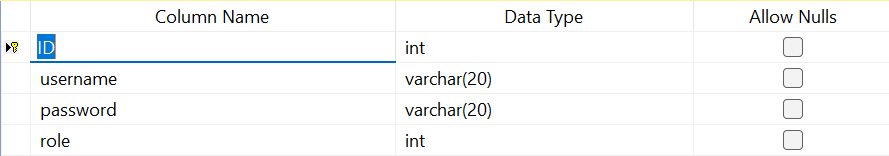 Column Name Data Type Allow Nulls
ID int
username varchar(20)
password varchar(20)
role int